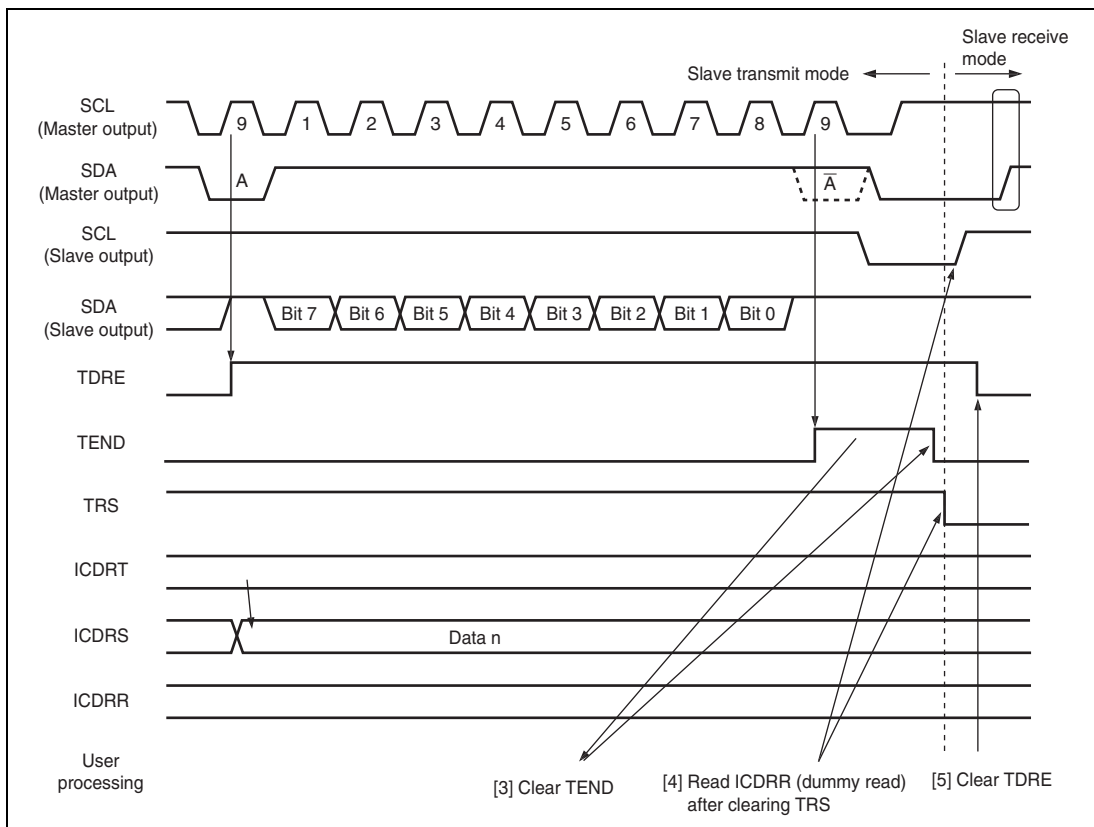 Slave receive
mode
Slave transmit mode
SCL
(Master output)
9 1 2 3 4 5 6 7 8 9
SDA
(Master output)
A A̅
SCL
(Slave output)
SDA
(Slave output)
Bit 7 Bit 6 Bit 5 Bit 4 Bit 3 Bit 2 Bit 1 Bit 0
TDRE
TEND
TRS
ICDRT
ICDRS
Data n
ICDRR
User
processing
[3] Clear TEND
[4] Read ICDRR (dummy read)
after clearing TRS
[5] Clear TDRE